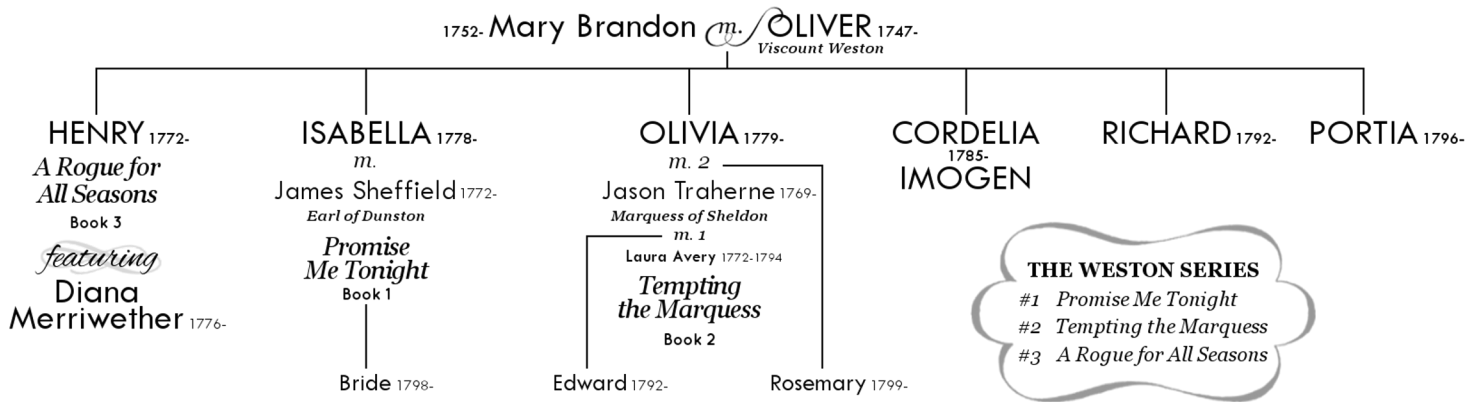 1752- Mary Brandon m. OLIVER 1747-
Viscount Weston
HENRY 1772-
A Rogue for
All Seasons
Book 3
featuring
Diana
Merriwether 1776-
ISABELLA 1778-
m.
James Sheffield 1772-
Earl of Dunston
Promise
Me Tonight
Book 1
Bride 1798-
OLIVIA 1779-
m. 2
Jason Traherne 1769-
Marquess of Sheldon
m. 1
Laura Avery 1772-1794
Tempting
the Marquess
Book 2
Edward 1792-
Rosemary 1799-
CORDELIA
1785-
IMOGEN
RICHARD 1792-
PORTIA 1796-
THE WESTON SERIES
#1 Promise Me Tonight
#2 Tempting the Marquess
#3 A Rogue for All Seasons